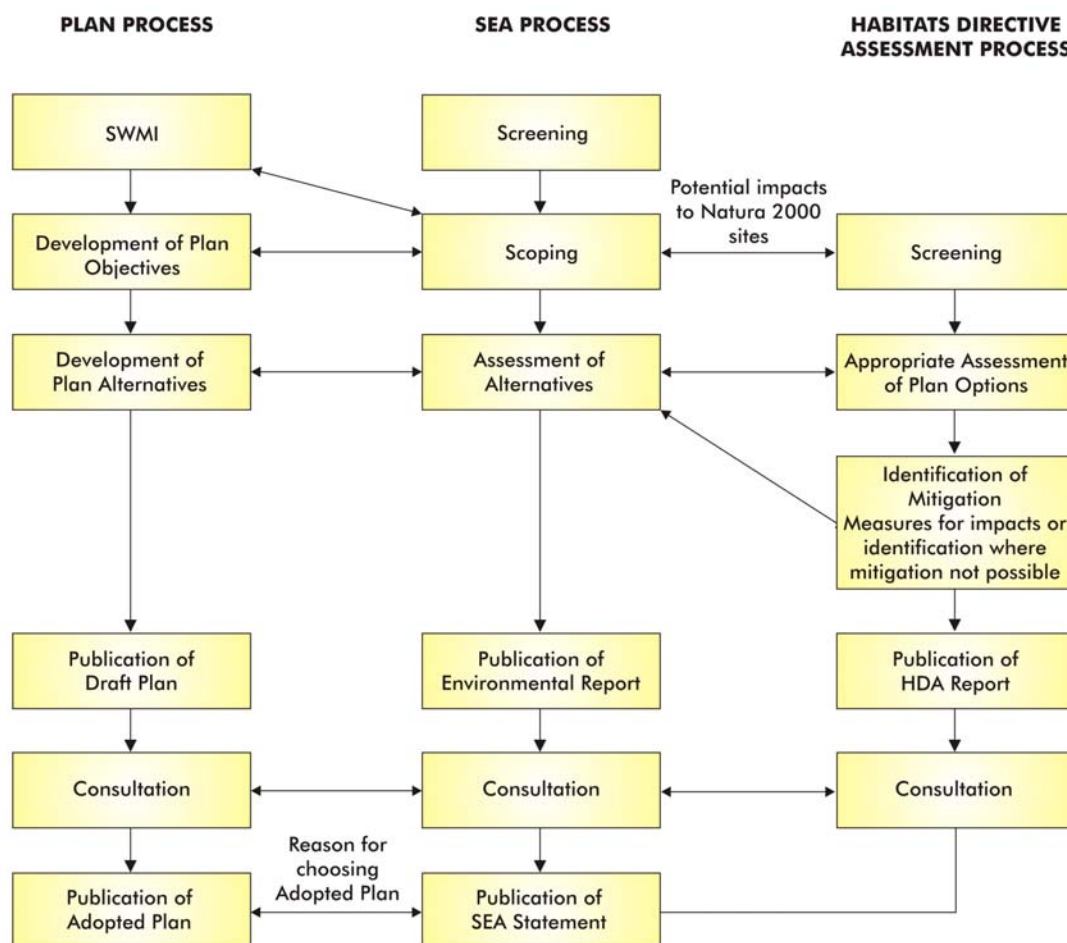 PLAN PROCESS
SEA PROCESS
HABITATS DIRECTIVE
ASSESSMENT PROCESS
SWMI
Screening
Potential impacts
to Natura 2000
sites
Development of Plan
Objectives
Scoping
Screening
Development of
Plan Alternatives
Assessment of
Alternatives
Appropriate Assessment
of Plan Options
Identification of
Mitigation
Measures for impacts or
identification where
mitigation not possible
Publication of
Draft Plan
Publication of
Environmental Report
Publication of
HDA Report
Consultation
Consultation
Consultation
Reason for
choosing
Adopted Plan
Publication of
Adopted Plan
Publication of
SEA Statement